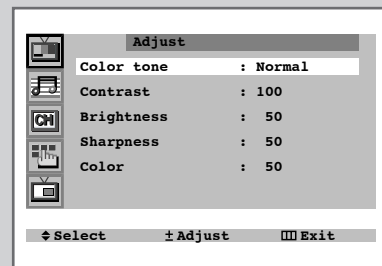 Adjust
Color tone : Normal
Contrast : 100
CH Brightness : 50
Sharpness : 50
Color : 50
Select ± Adjust Exit